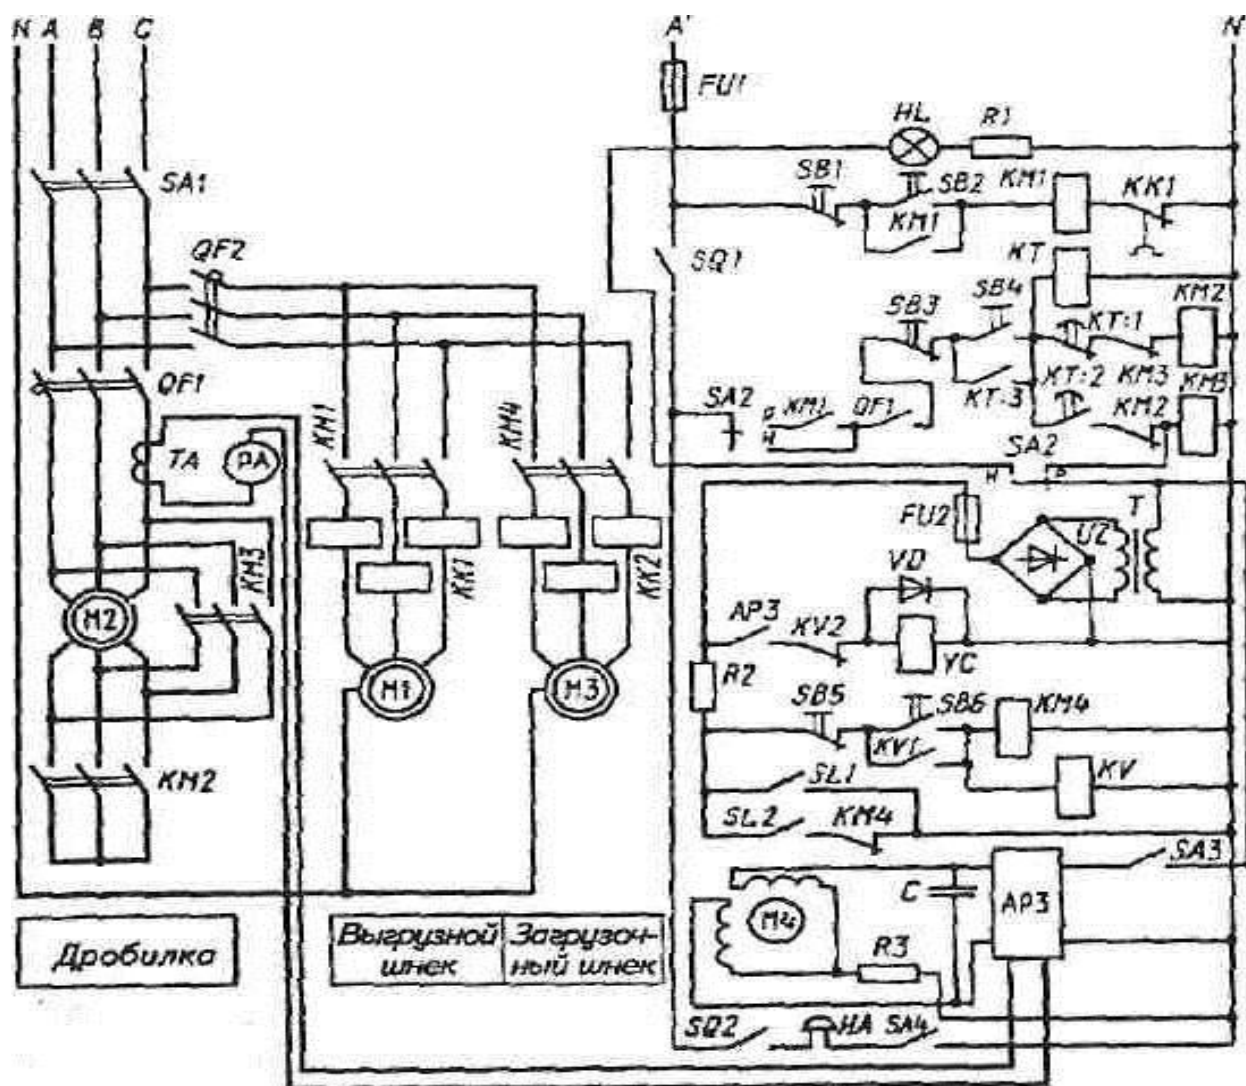 N A B C A' N
FU1
HL R1
SA1
SB1 SB2 KM1 KK1
KM1
QF2 SQ1 KT
SB3 SB4 KT:1 KM2
QF1 KT:2 KM3 KM3
SA2 P KM1 QF1 KT:3 KM2
H
TA PA KM1 KM4 SA2
H P
FU2 UZ T
KM3 KK1 KK2 VD
M2 AP3 KV2
YC
M1 M3 R2
SB5 SB6 KM4
KV1
KM2 KV
SL1
SL2 KM4
SA3
C AP3
M4
Дробилка Выгрузной Загрузоч-
шнек ный шнек
R3
SQ2 HA SA4